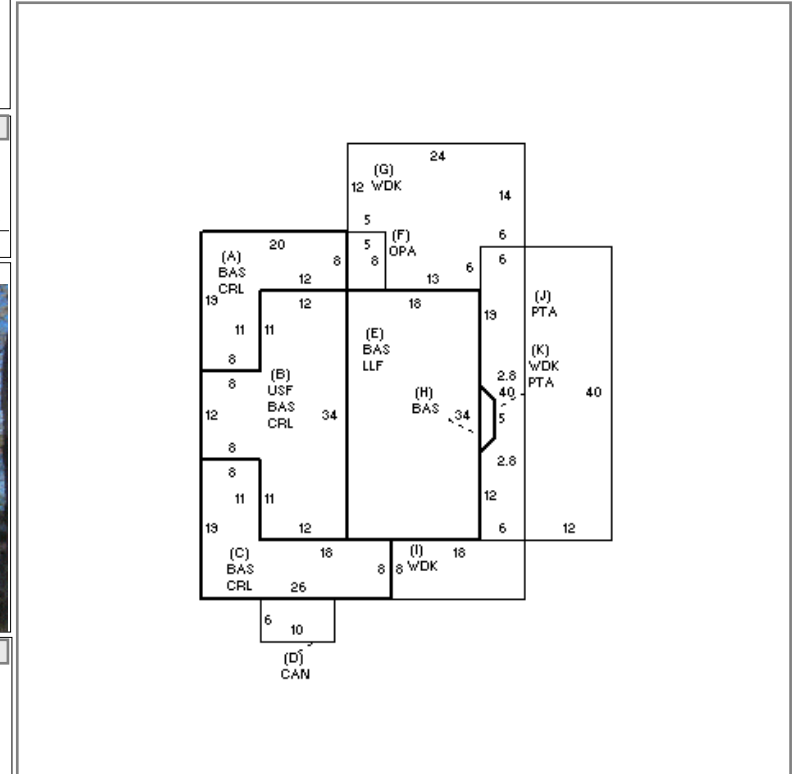 24
(G)
12 WDK
14
5
6
20
5
(F)
OPA
8
8
6
6
(A)
BAS
CRL
12
13
19
12
18
(J)
PTA
19
11
11
(E)
BAS
LLF
(K)
WDK
PTA
8
8
(B)
USF
BAS
CRL
2.8
40
40
(H)
BAS
12
34
34
5
8
8
2.8
11
11
12
19
12
6
12
(C)
BAS
CRL
18
(I)
WDK
18
8
8
26
6
10
(D)
CAN